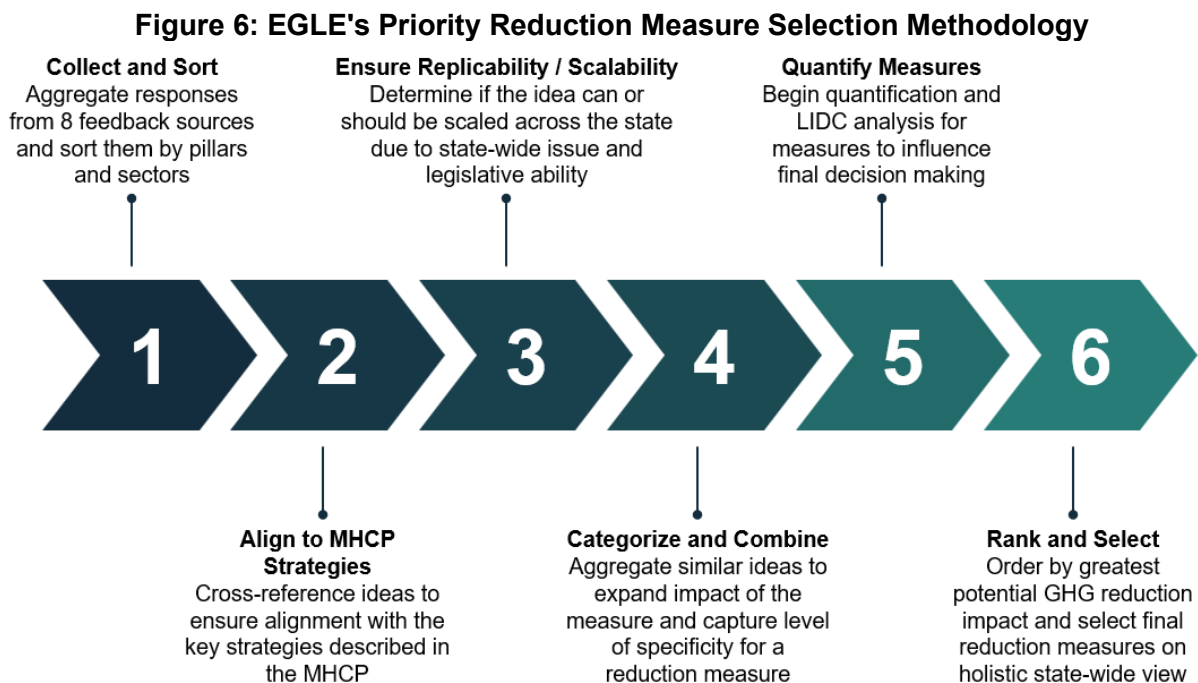 Figure 6: EGLE's Priority Reduction Measure Selection Methodology
Collect and Sort
Aggregate responses
from 8 feedback sources
and sort them by pillars
and sectors
Ensure Replicability / Scalability
Determine if the idea can or
should be scaled across the state
due to state-wide issue and
legislative ability
Quantify Measures
Begin quantification and
LIDC analysis for
measures to influence
final decision making
1
2
3
4
5
6
Align to MHCP
Strategies
Cross-reference ideas to
ensure alignment with the
key strategies described in
the MHCP
Categorize and Combine
Aggregate similar ideas to
expand impact of the
measure and capture level
of specificity for a
reduction measure
Rank and Select
Order by greatest
potential GHG reduction
impact and select final
reduction measures on
holistic state-wide view